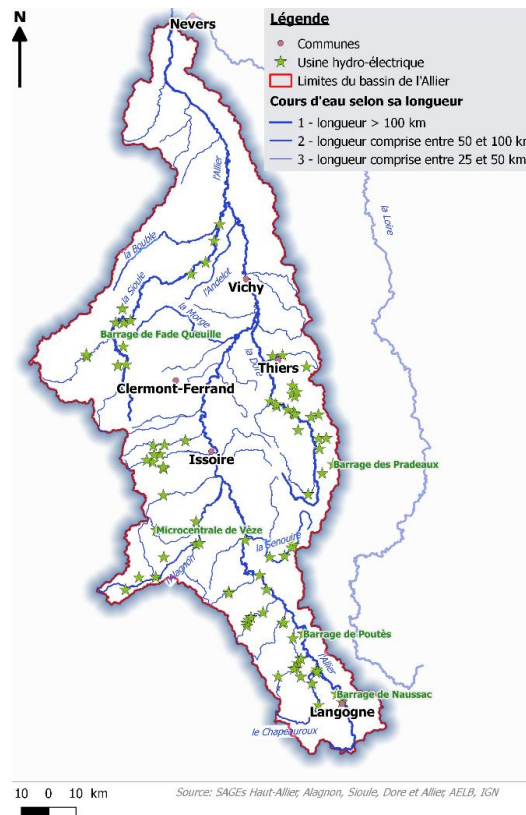 N
Nevers
Légende
Communes
Usine hydro-électrique
Limites du bassin de l'Allier
Cours d'eau selon sa longueur
1 - longueur > 100 km
2 - longueur comprise entre 50 et 100 km
3 - longueur comprise entre 25 et 50 km
l'Allier
la Loire
la Bouble
la Sioule
l'Andelot
Vichy
la Morge
Barrage de Fade Queuille
la Dore
Thiers
Clermont-Ferrand
Issoire
Barrage des Pradeaux
Microcentrale de Vèze
la Senouire
l'Alagnon
Barrage de Poutès
l'Allier
Barrage de Naussac
Langogne
le Chapeauroux
10 0 10 km
Source: SAGEs Haut-Allier, Alagnon, Sioule, Dore et Allier, AELB, IGN